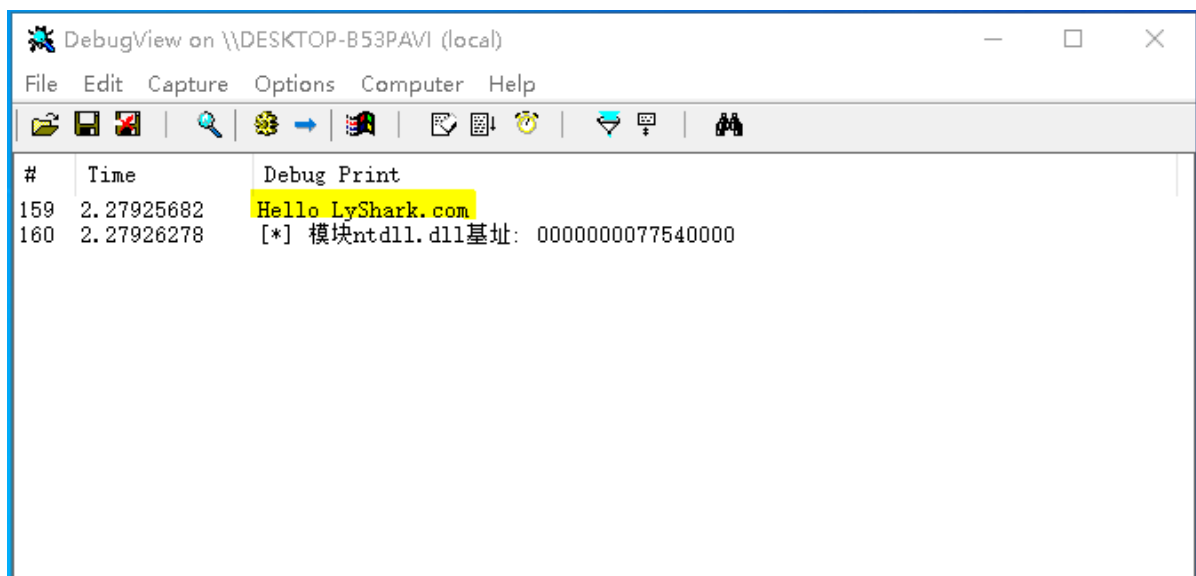 DebugView on \\DESKTOP-B53PAVI (local)
File Edit Capture Options Computer Help
# Time Debug Print
159 2.27925682 Hello LyShark.com
160 2.27926278 [*] 模块ntdll.dll基址: 0000000077540000